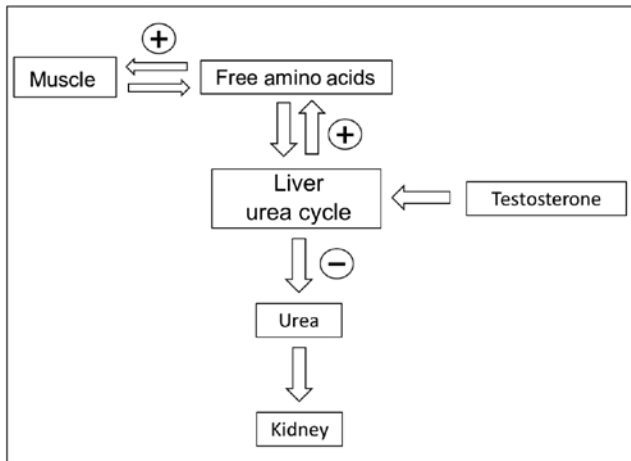 +
Muscle
Free amino acids
+
Liver
urea cycle
Testosterone
−
Urea
Kidney